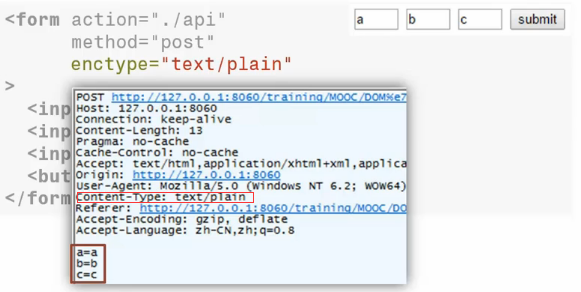 <form action="./api"
a
b
c
submit
method="post"
enctype="text/plain"
>
POST http://127.0.0.1:8060/training/MOOC/DOM%e7
Host: 127.0.0.1:8060
<inp
Connection: keep-alive
Content-Length: 13
<inp
Pragma: no-cache
Cache-Control: no-cache
<inp
Accept: text/html,application/xhtml+xml,applica
Origin: http://127.0.0.1:8060
<but
User-Agent: Mozilla/5.0 (Windows NT 6.2; WOW64)
Content-Type: text/plain
</form
Referer: http://127.0.0.1:8060/training/MOOC/DO
Accept-Encoding: gzip, deflate
Accept-Language: zh-CN,zh;q=0.8
a=a
b=b
c=c